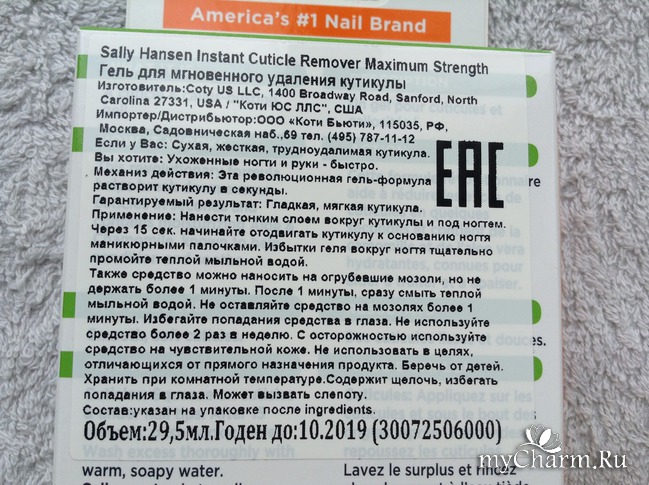 America's #1 Nail Brand
Sally Hansen Instant Cuticle Remover Maximum Strength
Гель для мгновенного удаления кутикулы
Изготовитель:Coty US LLC, 1400 Broadway Road, Sanford, North
Carolina 27331, USA / "Коти ЮС ЛЛС", США
Импортер/Дистрибьютор:ООО «Коти Бьюти», 115035, РФ,
Москва, Садовническая наб.,69 тел. (495) 787-11-12
Если у Вас: Сухая, жесткая, трудноудалимая кутикула.
Вы хотите: Ухоженные ногти и руки - быстро.
Механиз действия: Эта революционная гель-формула
растворит кутикулу в секунды.
EAC
Гарантируемый результат: Гладкая, мягкая кутикула.
Применение: Нанести тонким слоем вокруг кутикулы и под ногтем.
Через 15 сек. начинайте отодвигать кутикулу к основанию ногтя
маникюрными палочками. Избытки геля вокруг ногтя тщательно
промойте теплой мыльной водой.
Также средство можно наносить на огрубевшие мозоли, но не
держать более 1 минуты. После 1 минуты, сразу смыть теплой
мыльной водой. Не оставляйте средство на мозолях более 1
минуты. Избегайте попадания средства в глаза. Не используйте
средство более 2 раз в неделю. С осторожностью используйте
средство на чувствительной коже. Не использовать в целях,
отличающихся от прямого назначения продукта. Беречь от детей.
Хранить при комнатной температуре.Содержит щелочь, избегать
попадания в глаза. Может вызвать слепоту.
Состав:указан на упаковке после ingredients.
Объем:29,5мл.Годен до:10.2019 (30072506000)
Wash excess thoroughly with
warm, soapy water.
Lavez le surplus et rincez
myCharm.Ru